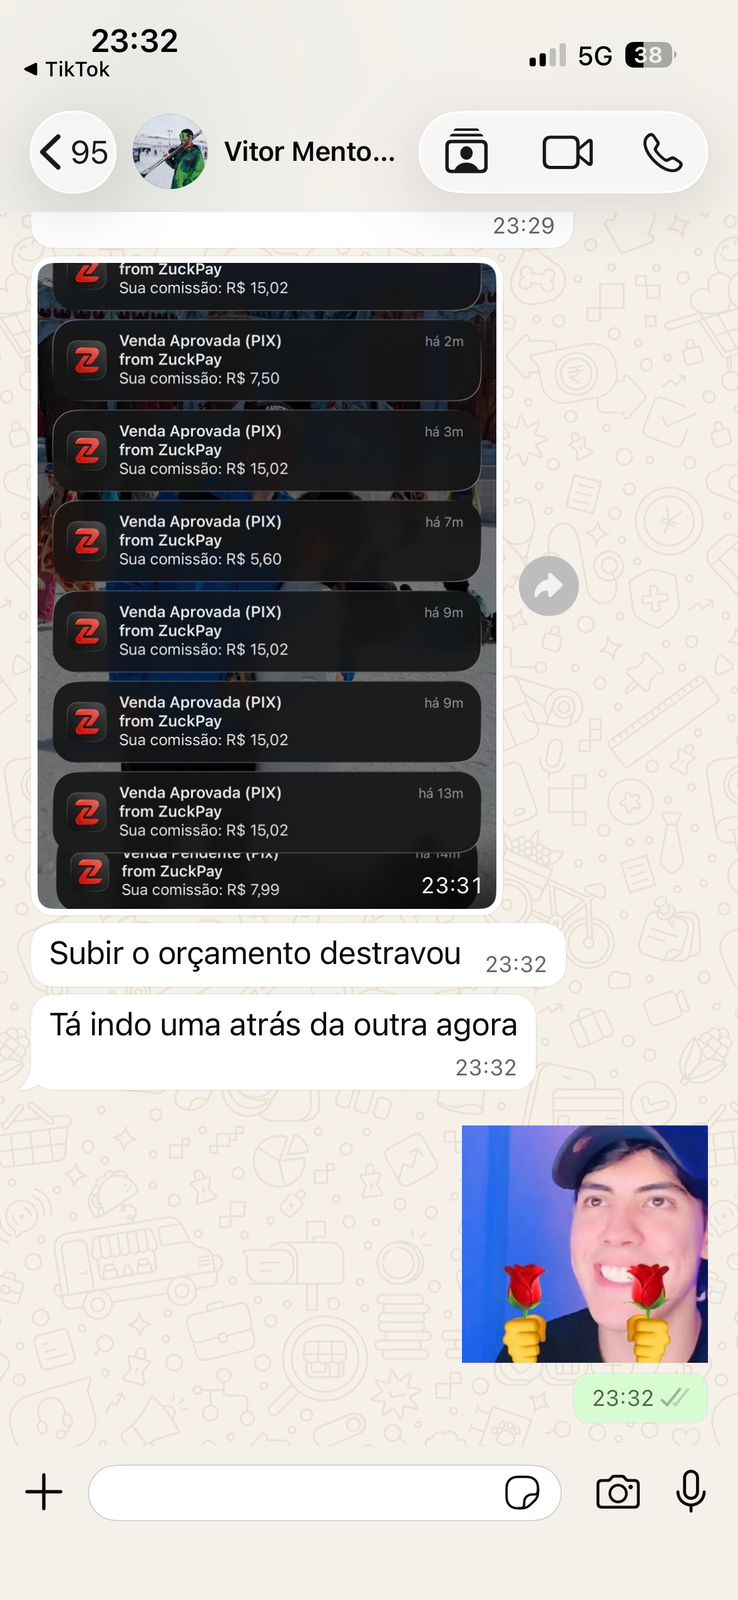 23:32
5G
38
TikTok
95
Vitor Mento...
23:29
from ZuckPay
Sua comissão: R$ 15,02
Venda Aprovada (PIX)
há 2m
from ZuckPay
Sua comissão: R$ 7,50
Venda Aprovada (PIX)
há 3m
from ZuckPay
Sua comissão: R$ 15,02
Venda Aprovada (PIX)
há 7m
from ZuckPay
Sua comissão: R$ 5,60
Venda Aprovada (PIX)
há 9m
from ZuckPay
Sua comissão: R$ 15,02
Venda Aprovada (PIX)
há 9m
from ZuckPay
Sua comissão: R$ 15,02
Venda Aprovada (PIX)
há 13m
from ZuckPay
Sua comissão: R$ 15,02
Venda Pendente (PIX)
há 14m
from ZuckPay
Sua comissão: R$ 7,99
23:31
Subir o orçamento destravou
23:32
Tá indo uma atrás da outra agora
23:32
23:32